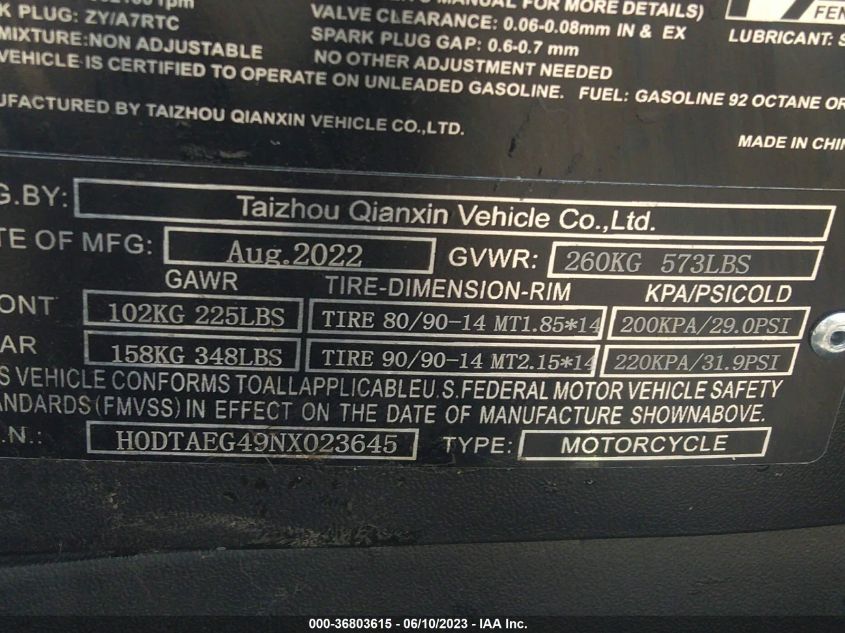 K PLUG: ZY/A7RTC
MIXTURE:NON ADJUSTABLE
VEHICLE IS CERTIFIED TO OPERATE ON UNLEADED GASOLINE. FUEL: GASOLINE 92 OCTANE OR
MANUAL FOR MORE DETAILS)
VALVE CLEARANCE: 0.06-0.08mm IN & EX
SPARK PLUG GAP: 0.6-0.7 mm
NO OTHER ADJUSTMENT NEEDED
FEN
LUBRICANT: S
UFACTURED BY TAIZHOU QIANXIN VEHICLE CO.,LTD.
MADE IN CHI
G.BY: Taizhou Qianxin Vehicle Co.,Ltd.
TE OF MFG: Aug.2022 GVWR: 260KG 573LBS
GAWR TIRE-DIMENSION-RIM KPA/PSICOLD
ONT 102KG 225LBS TIRE 80/90-14 MT1.85*14 200KPA/29.0PSI
AR 158KG 348LBS TIRE 90/90-14 MT2.15*14 220KPA/31.9PSI
S VEHICLE CONFORMS TOALLAPPLICABLEU.S.FEDERAL MOTOR VEHICLE SAFETY
ANDARDS(FMVSS)IN EFFECT ON THE DATE OF MANUFACTURE SHOWNABOVE.
.N.: H0DTAEG49NX023645 TYPE: MOTORCYCLE
000-36803615 - 06/10/2023 - IAA Inc.